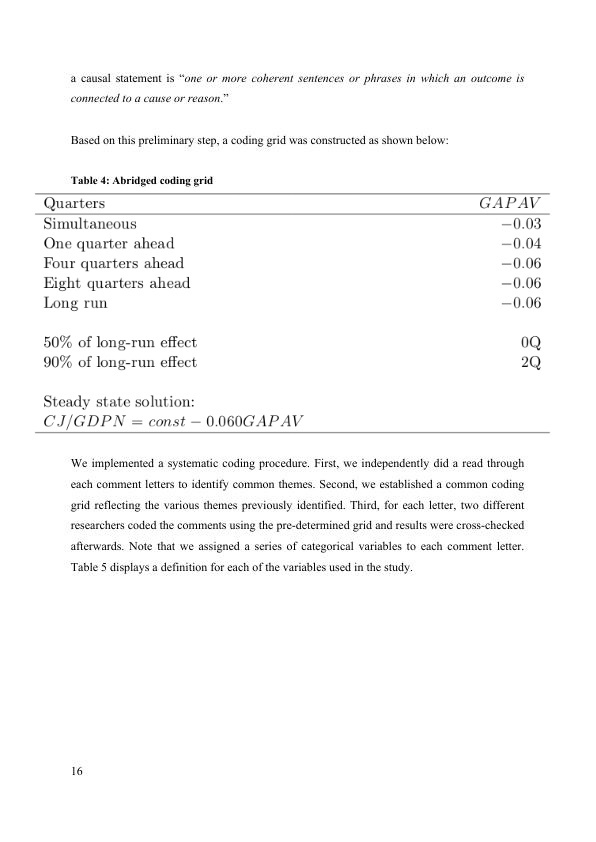 a causal statement is “one or more coherent sentences or phrases in which an outcome is
connected to a cause or reason.”
Based on this preliminary step, a coding grid was constructed as shown below:
Table 4: Abridged coding grid
Quarters GAPAV
Simultaneous −0.03
One quarter ahead −0.04
Four quarters ahead −0.06
Eight quarters ahead −0.06
Long run −0.06
50% of long-run effect 0Q
90% of long-run effect 2Q
Steady state solution:
CJ/GDPN = const − 0.060GAPAV
We implemented a systematic coding procedure. First, we independently did a read through
each comment letters to identify common themes. Second, we established a common coding
grid reflecting the various themes previously identified. Third, for each letter, two different
researchers coded the comments using the pre-determined grid and results were cross-checked
afterwards. Note that we assigned a series of categorical variables to each comment letter.
Table 5 displays a definition for each of the variables used in the study.
16